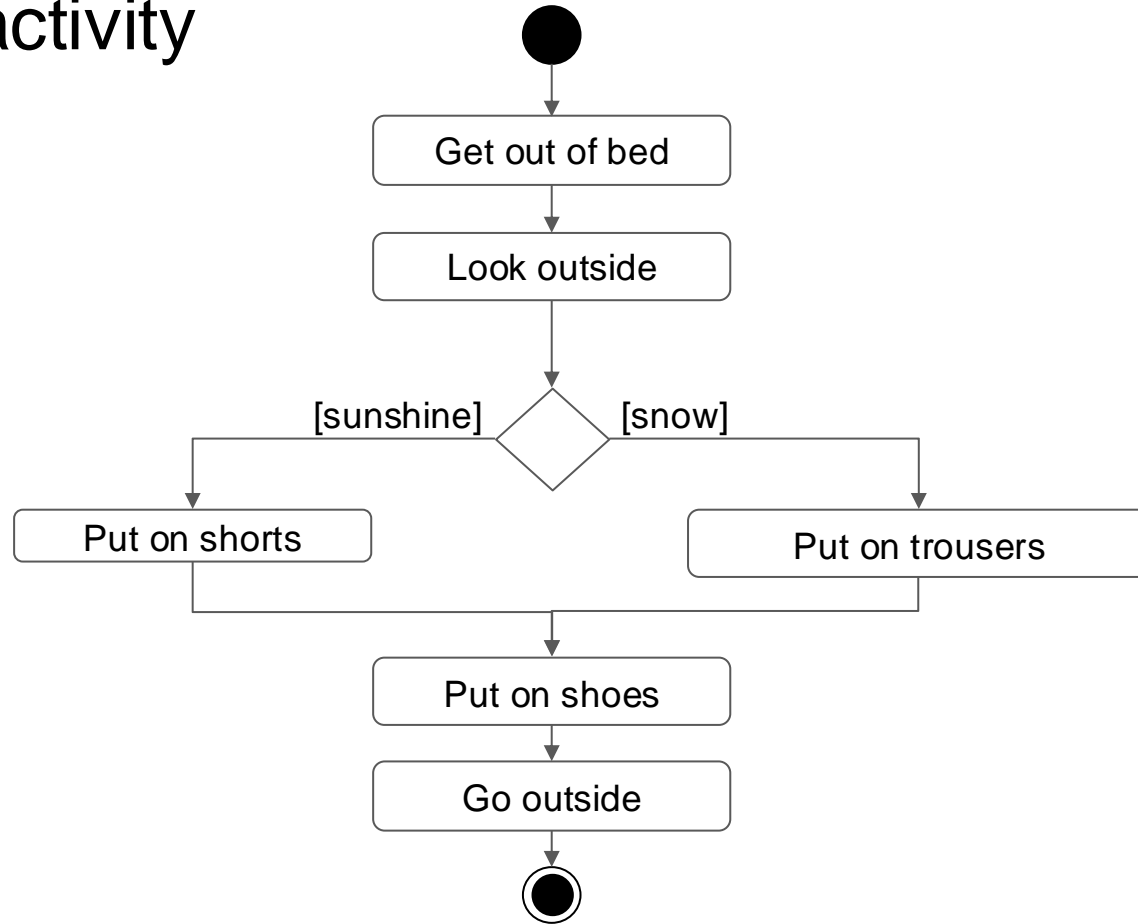 activity
Get out of bed
Look outside
[sunshine] [snow]
Put on shorts
Put on trousers
Put on shoes
Go outside